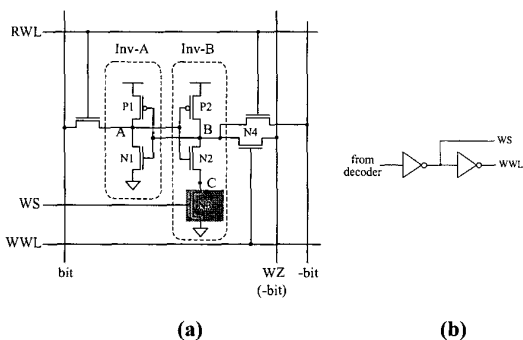 RWL
Inv-A
Inv-B
P1
P2
A
B
N4
N1
N2
C
WS
WWL
bit
WZ
(-bit)
-bit
(a)
from
decoder
WS
WWL
(b)